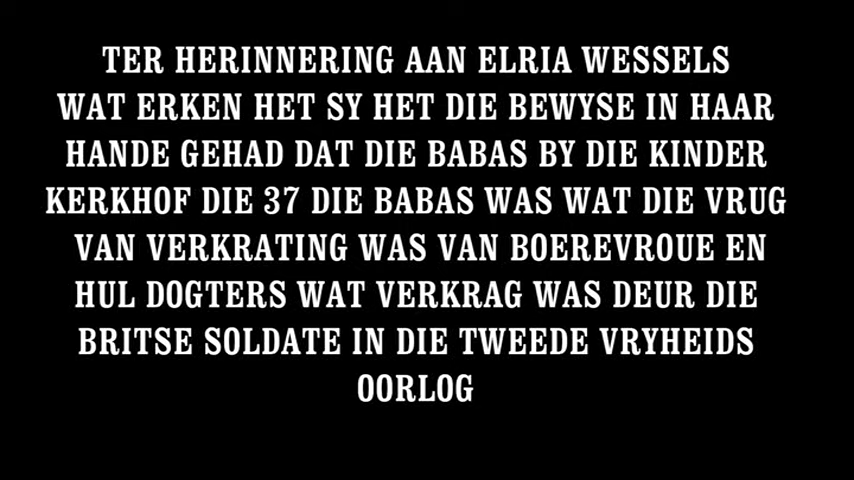 TER HERINNERING AAN ELRIA WESSELS
WAT ERKEN HET SY HET DIE BEWYSE IN HAAR
HANDE GEHAD DAT DIE BABAS BY DIE KINDER
KERKHOF DIE 37 DIE BABAS WAS WAT DIE VRUG
VAN VERKRATING WAS VAN BOEREVROUE EN
HUL DOGTERS WAT VERKRAG WAS DEUR DIE
BRITSE SOLDATE IN DIE TWEEDE VRYHEIDS
OORLOG